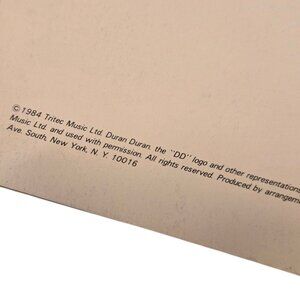 © 1984 Tritec Music Ltd. Duran Duran, the "DD" logo and other representations
Music Ltd. and used with permission. All rights reserved. Produced by arrangem
Ave. South, New York, N. Y. 10016